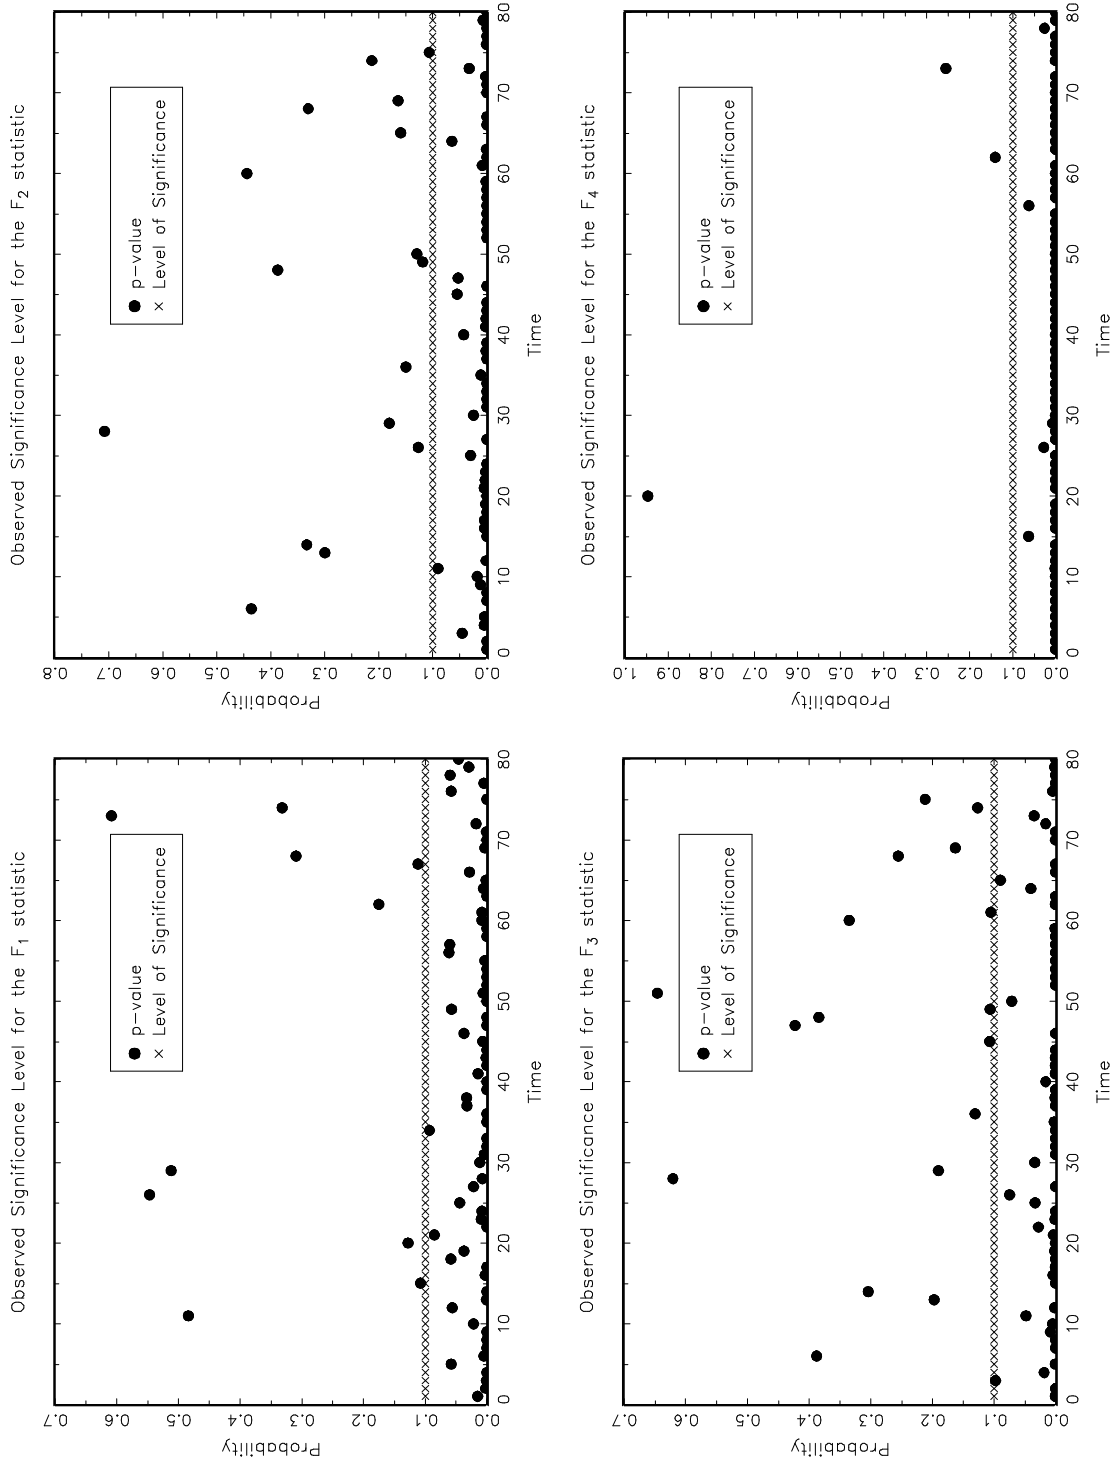 Observed Significance Level for the F1 statistic
Probability
0.0 0.1 0.2 0.3 0.4 0.5 0.6 0.7
p-value
× Level of Significance
0 10 20 30 40 50 60 70 80
Time
Observed Significance Level for the F2 statistic
Probability
0.0 0.1 0.2 0.3 0.4 0.5 0.6 0.7 0.8
p-value
× Level of Significance
0 10 20 30 40 50 60 70 80
Time
Observed Significance Level for the F3 statistic
Probability
0.0 0.1 0.2 0.3 0.4 0.5 0.6 0.7
p-value
× Level of Significance
0 10 20 30 40 50 60 70 80
Time
Observed Significance Level for the F4 statistic
Probability
0.0 0.1 0.2 0.3 0.4 0.5 0.6 0.7 0.8 0.9 1.0
p-value
× Level of Significance
0 10 20 30 40 50 60 70 80
Time